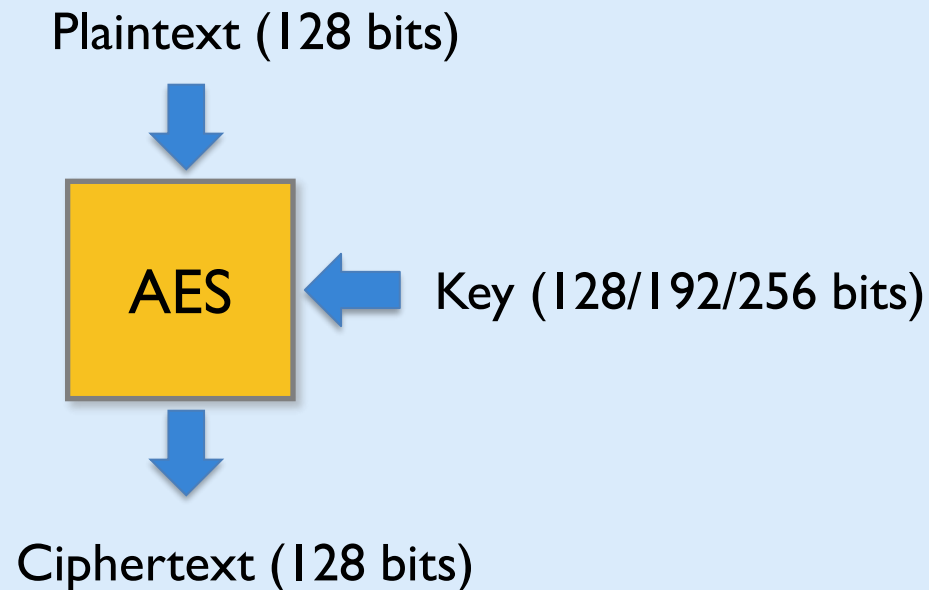 Plaintext (128 bits)
AES
Key (128/192/256 bits)
Ciphertext (128 bits)